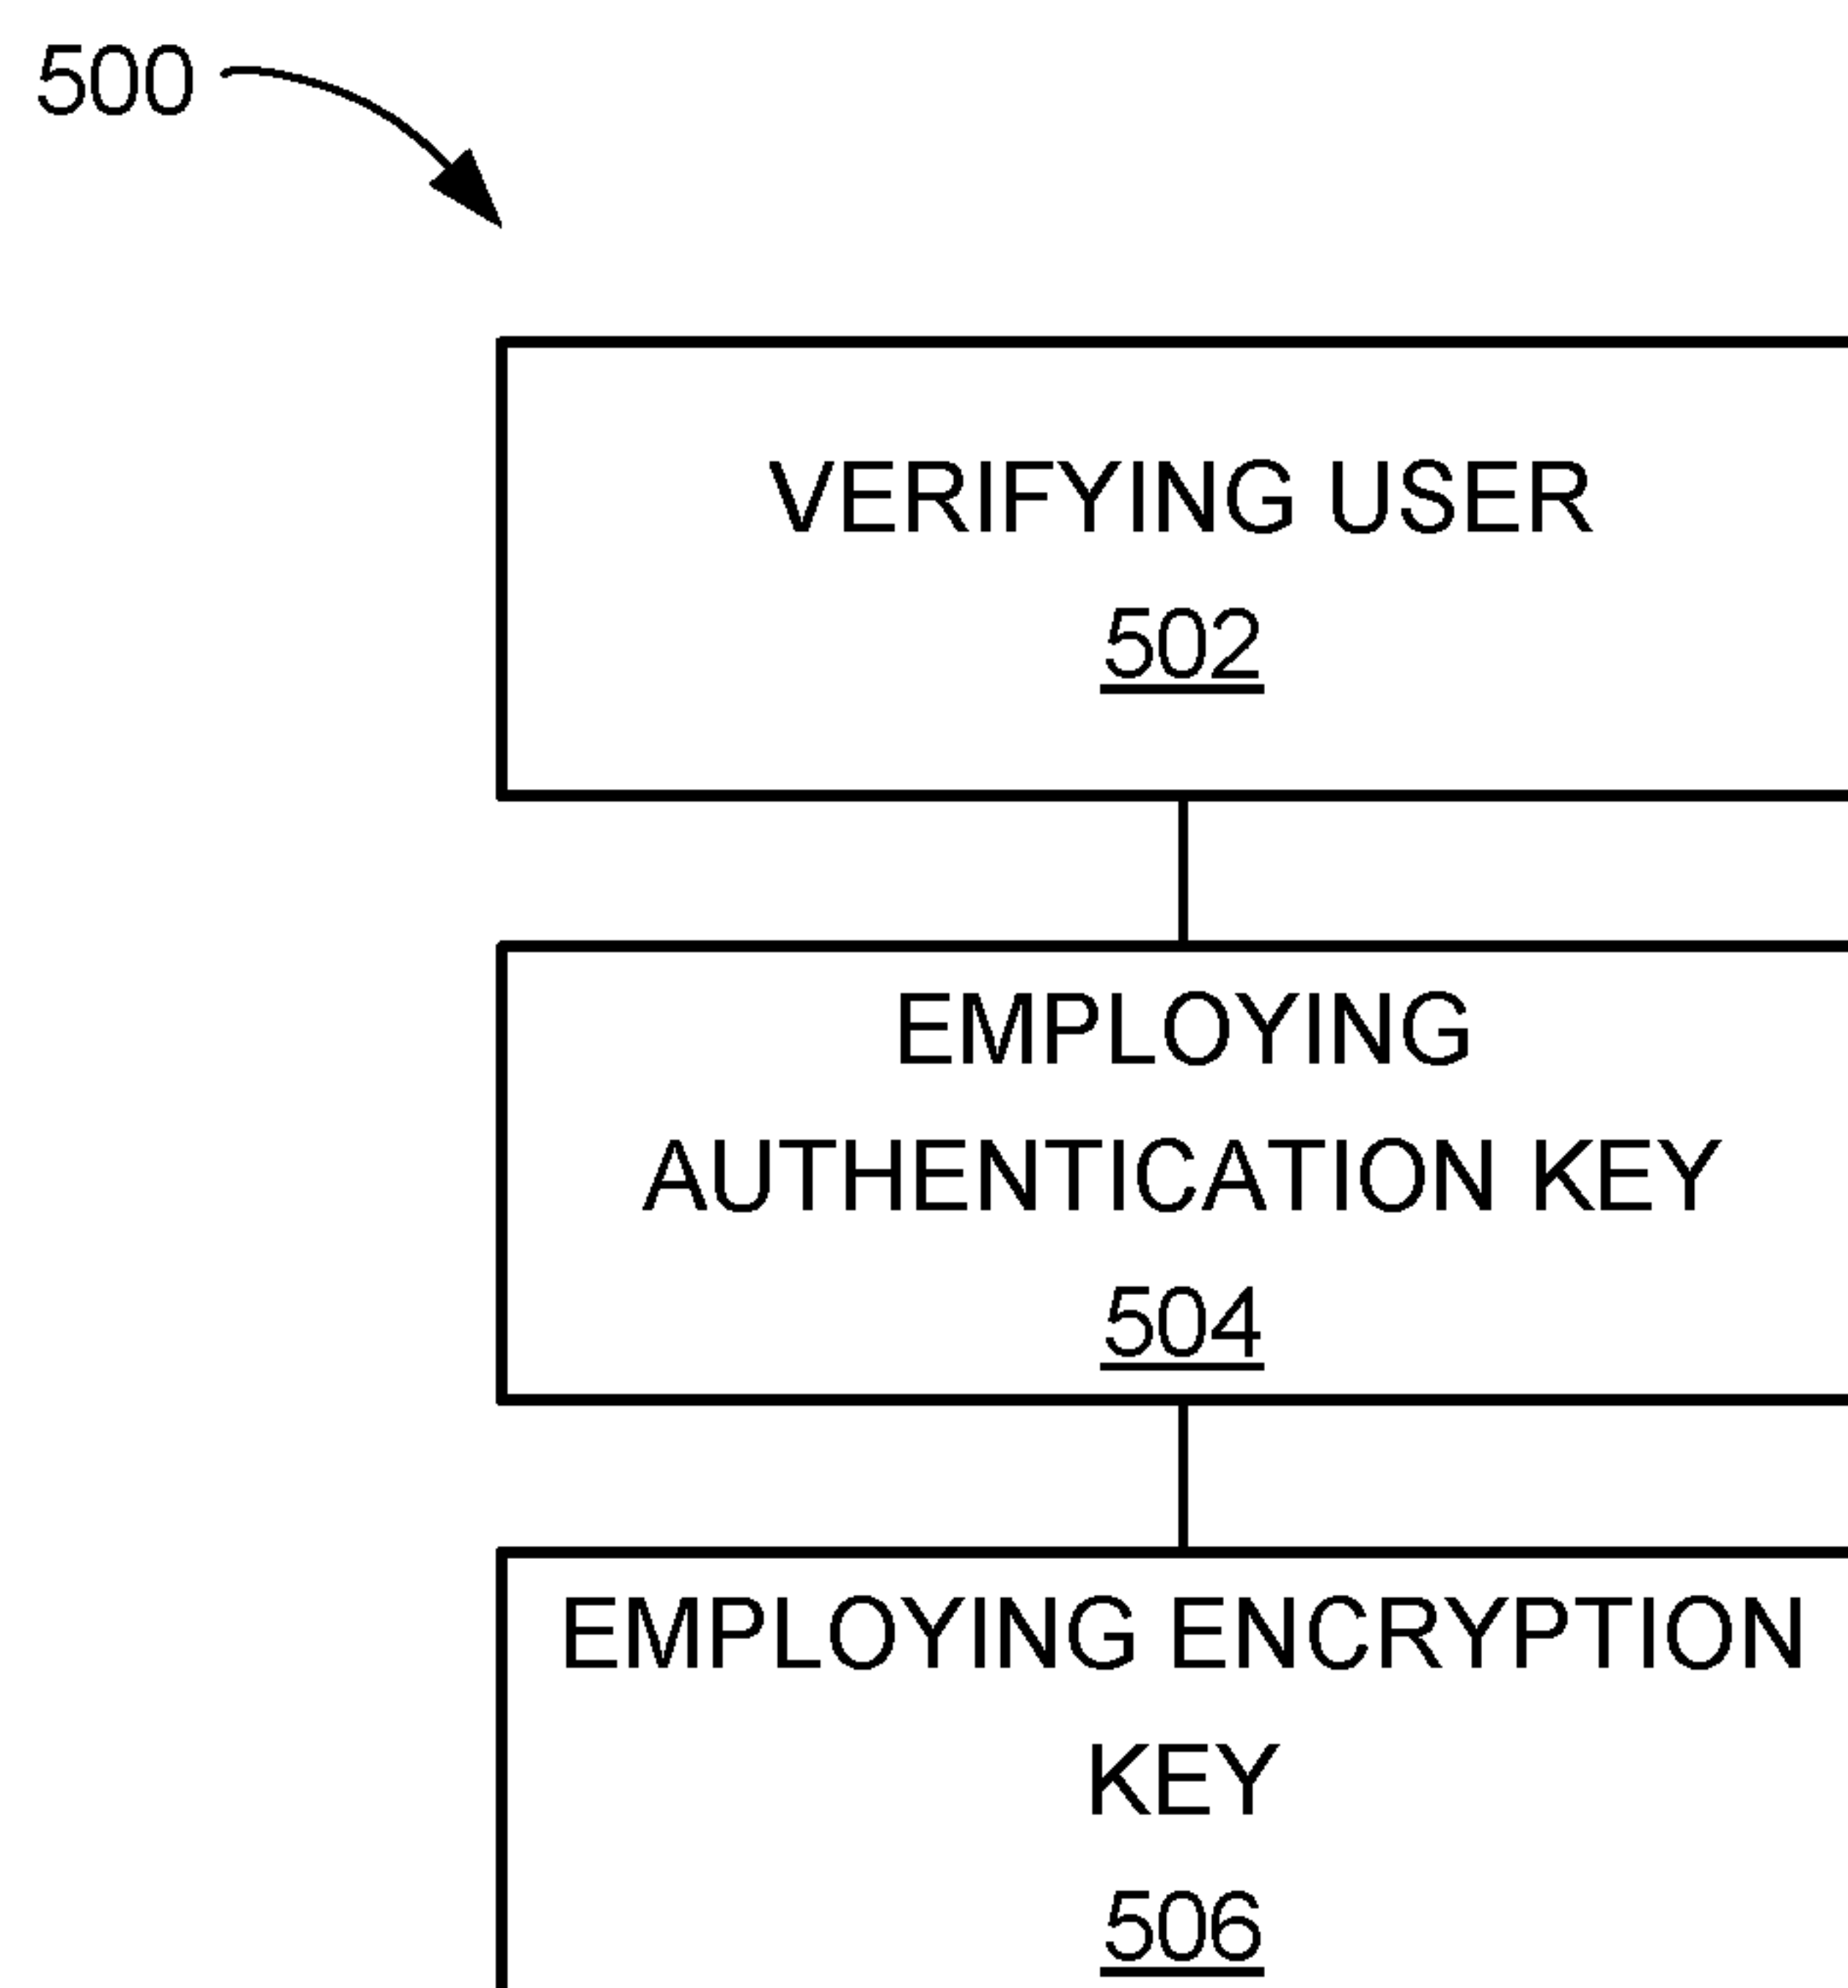 500
VERIFYING USER
502
EMPLOYING
AUTHENTICATION KEY
504
EMPLOYING ENCRYPTION
KEY
506